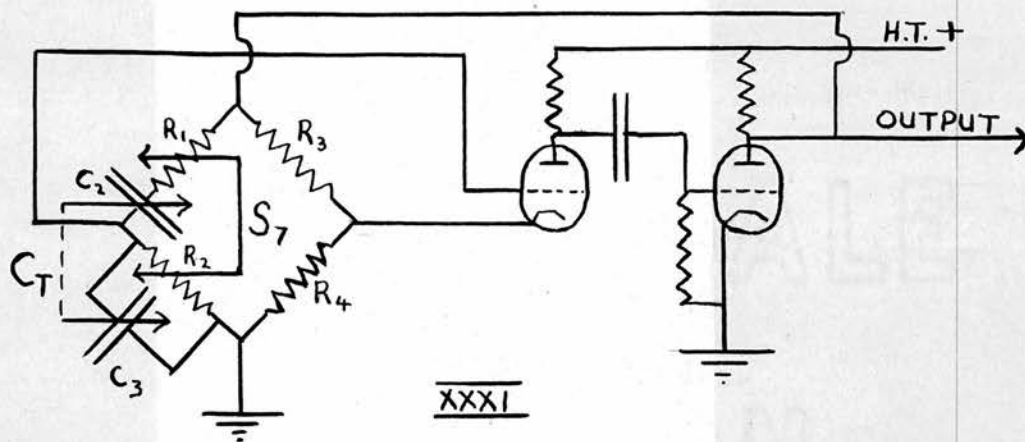 H.T. +
OUTPUT
R1
R3
C2
S7
CT
R2
R4
C3
XXXI